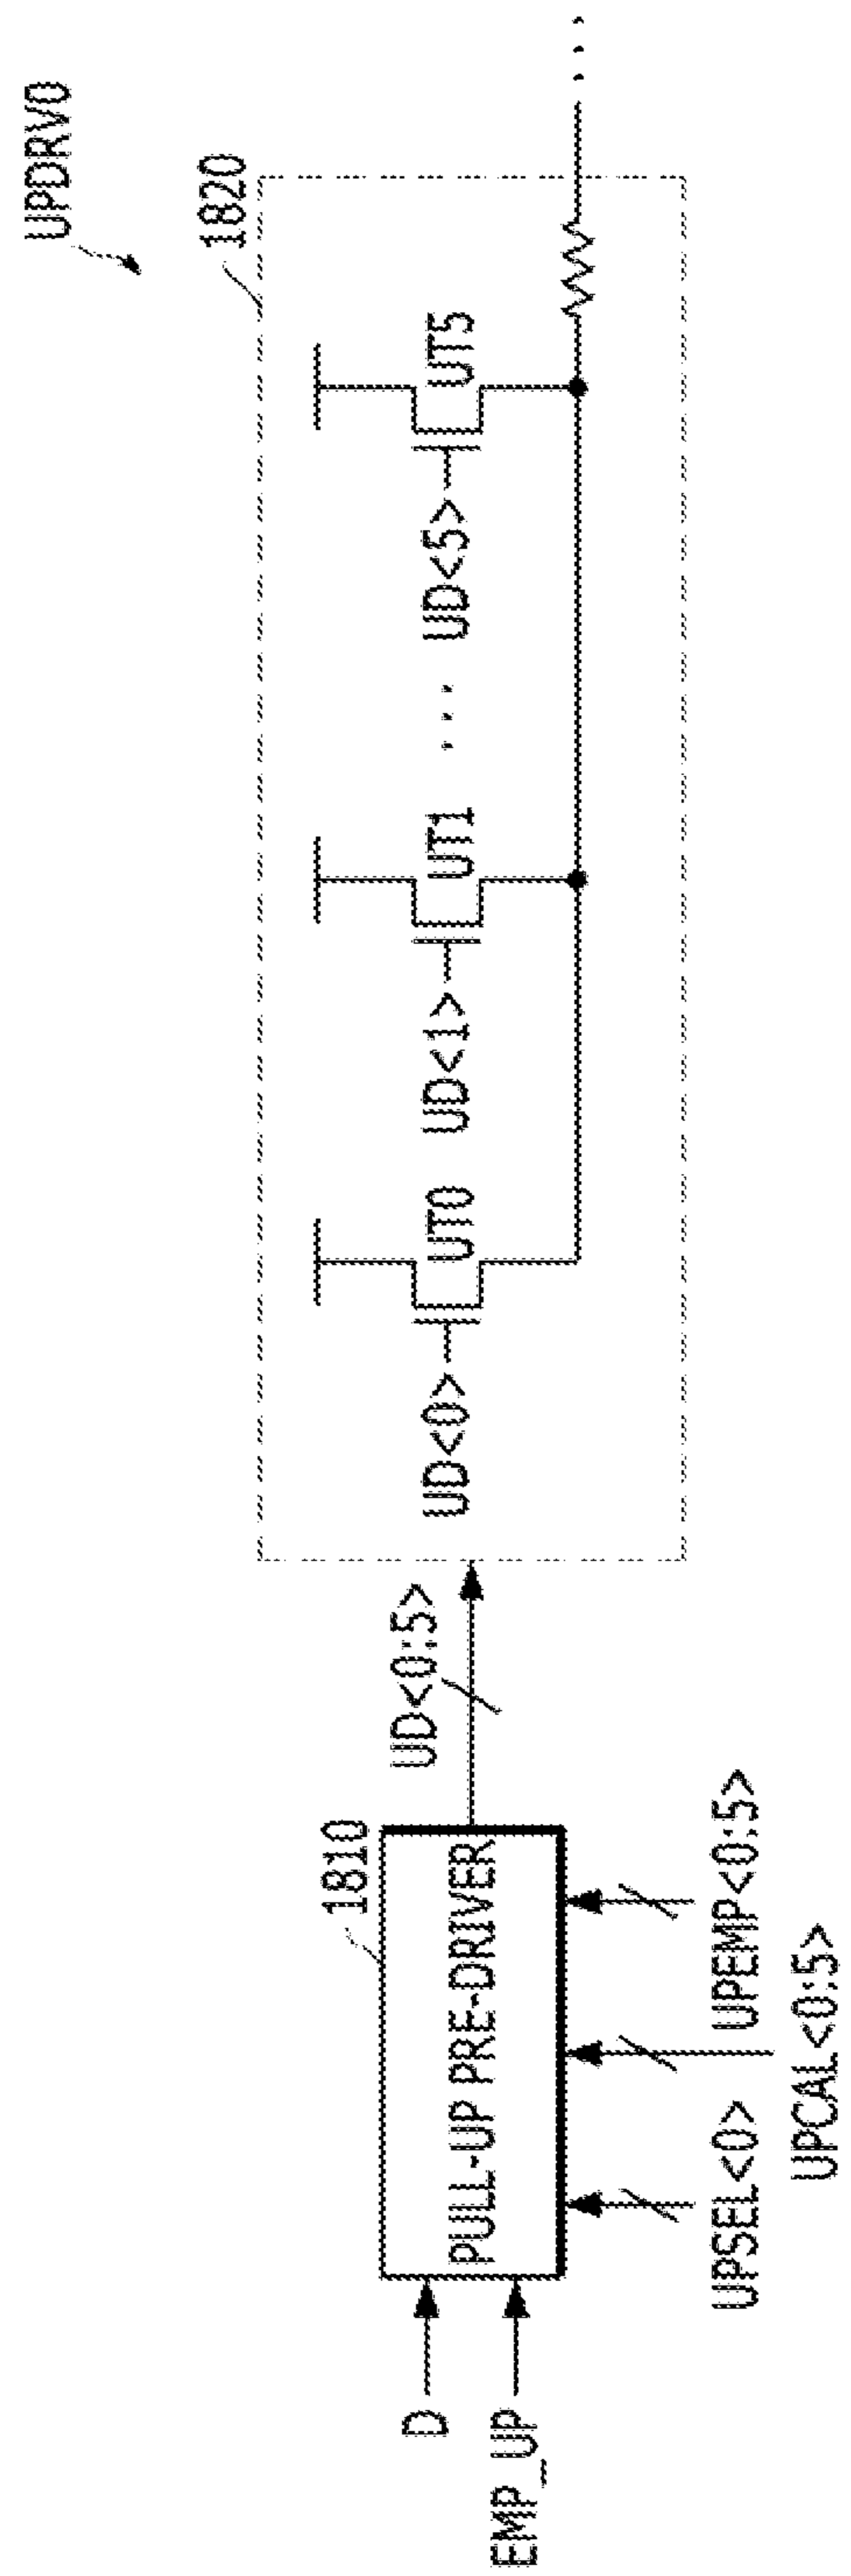 UPDRV0
1820
UT0
UT1
UT5
UD<0>
UD<1>
...
UD<5>
...
UD<0:5>
1810
PULL-UP PRE-DRIVER
D
EMP_UP
UPSEL<0>
UPEMP<0:5>
UPCAL<0:5>